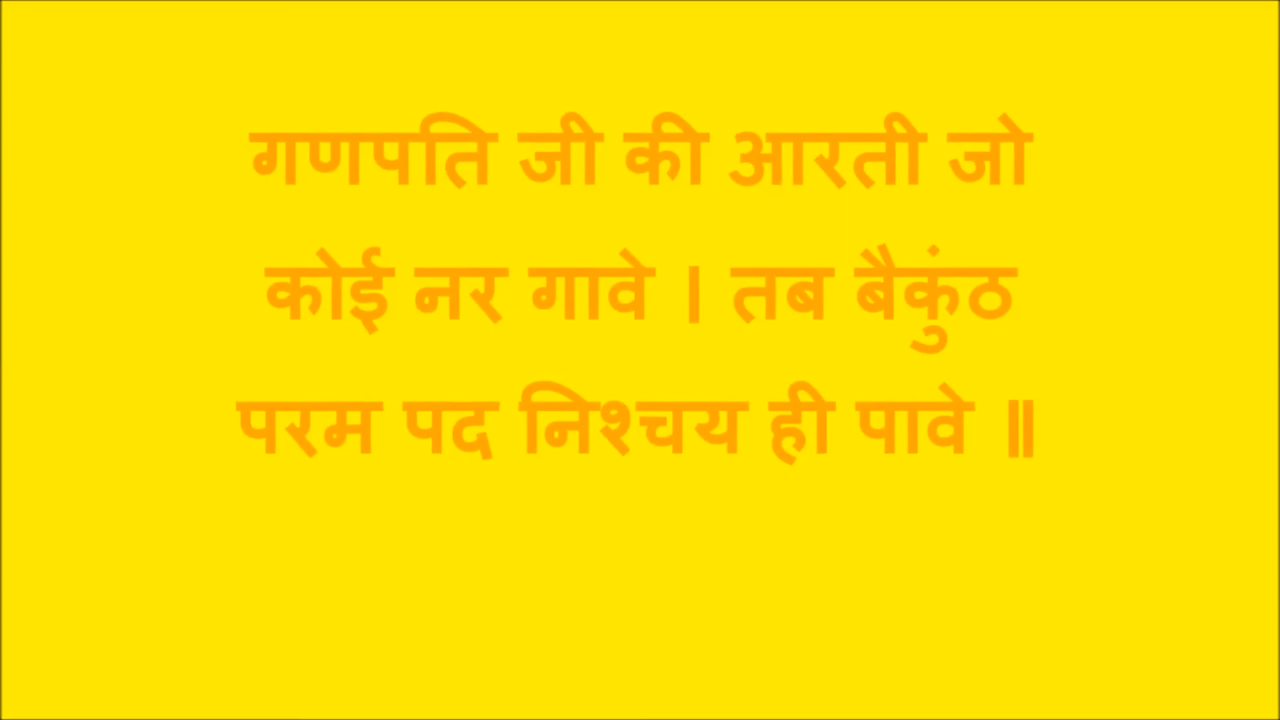 गणपति जी की आरती जो
कोई नर गावे । तब बैकुंठ
परम पद निश्चय ही पावे ॥